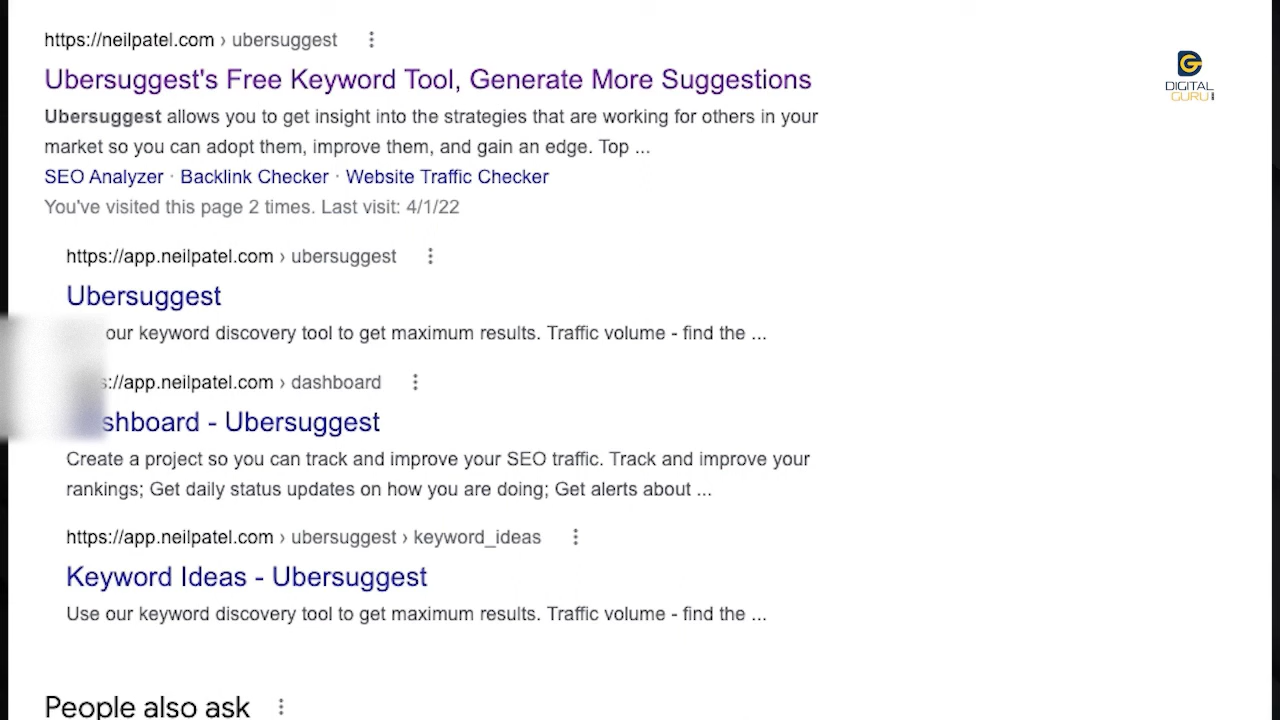 https://neilpatel.com › ubersuggest
Ubersuggest's Free Keyword Tool, Generate More Suggestions
Ubersuggest allows you to get insight into the strategies that are working for others in your
market so you can adopt them, improve them, and gain an edge. Top ...
SEO Analyzer · Backlink Checker · Website Traffic Checker
You've visited this page 2 times. Last visit: 4/1/22
DIGITAL
GURU
https://app.neilpatel.com › ubersuggest
Ubersuggest
our keyword discovery tool to get maximum results. Traffic volume - find the ...
s://app.neilpatel.com › dashboard
shboard - Ubersuggest
Create a project so you can track and improve your SEO traffic. Track and improve your
rankings; Get daily status updates on how you are doing; Get alerts about ...
https://app.neilpatel.com › ubersuggest › keyword_ideas
Keyword Ideas - Ubersuggest
Use our keyword discovery tool to get maximum results. Traffic volume - find the ...
People also ask